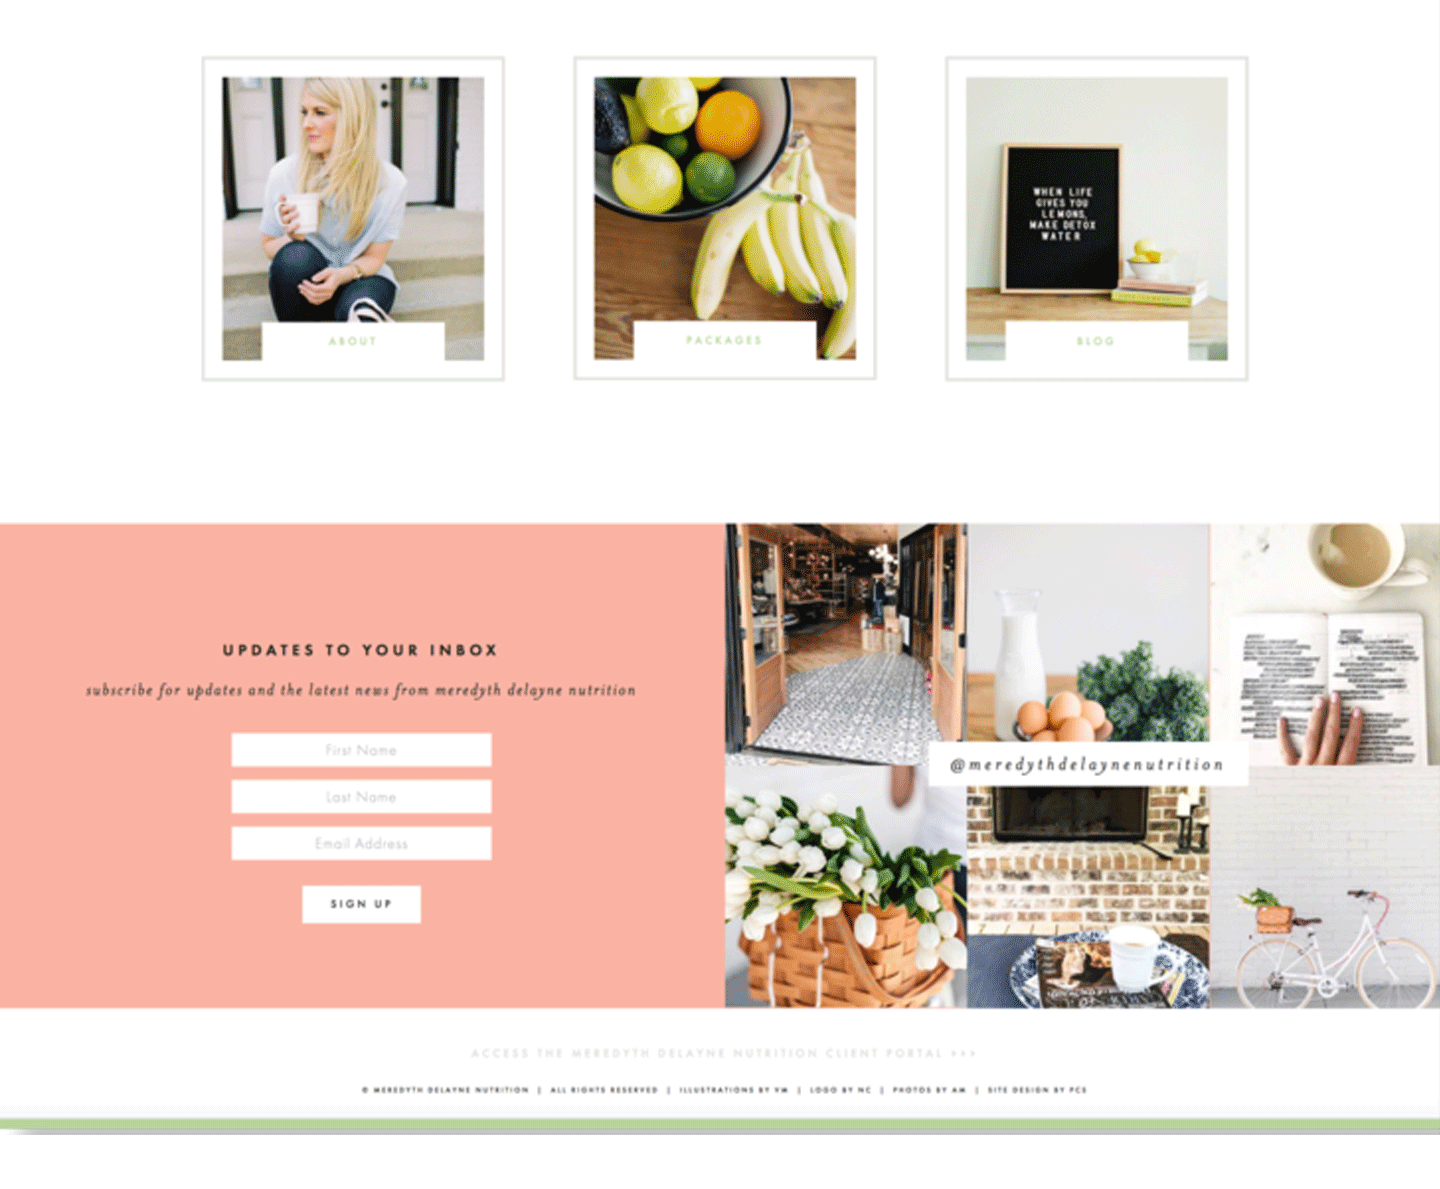 WHEN LIFE
GIVES YOU
LEMONS,
MAKE DETOX
WATER
ABOUT
PACKAGES
BLOG
UPDATES TO YOUR INBOX
subscribe for updates and the latest news from meredyth delayne nutrition
First Name
Last Name
Email Address
SIGN UP
@meredythdelaynenutrition
ACCESS THE MEREDYTH DELAYNE NUTRITION CLIENT PORTAL >>>
© MEREDYTH DELAYNE NUTRITION | ALL RIGHTS RESERVED | ILLUSTRATIONS BY VM | LOGO BY NC | PHOTOS BY AM | SITE DESIGN BY PCS